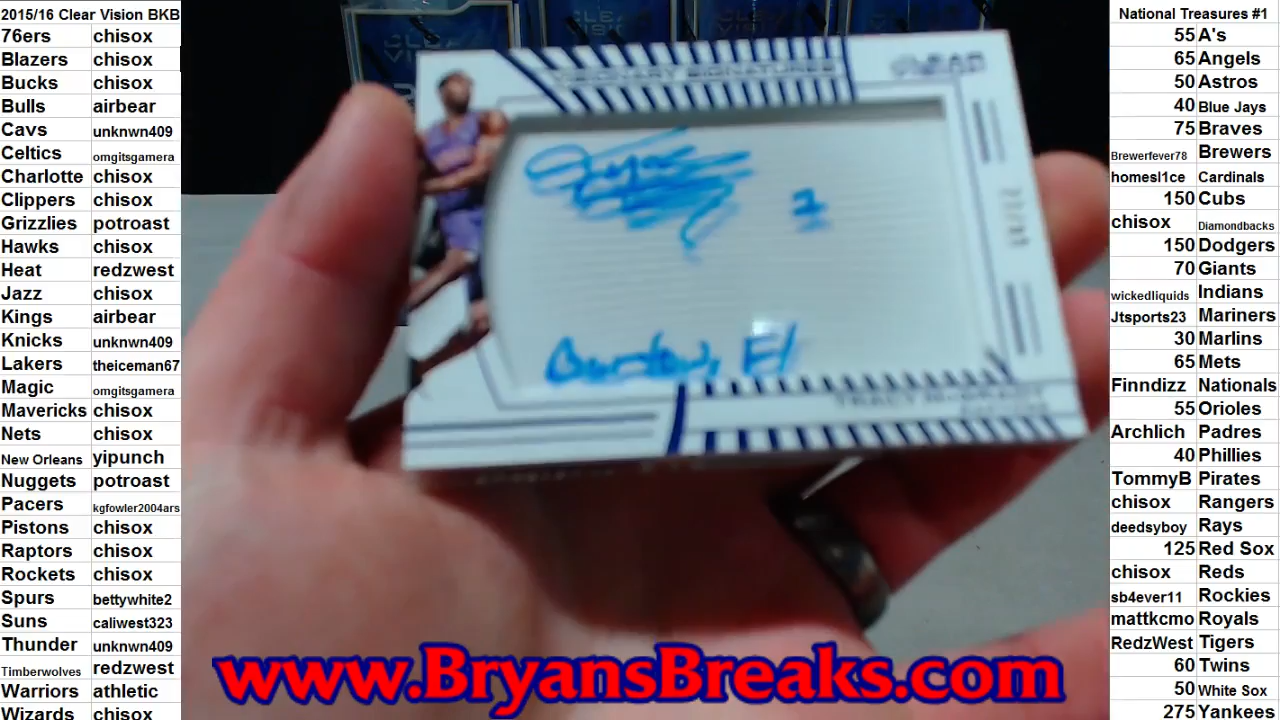 2015/16 Clear Vision BKB
76ers chisox
Blazers chisox
Bucks chisox
Bulls airbear
Cavs unknwn409
Celtics omgitsgamera
Charlotte chisox
Clippers chisox
Grizzlies potroast
Hawks chisox
Heat redzwest
Jazz chisox
Kings airbear
Knicks unknwn409
Lakers theiceman67
Magic omgitsgamera
Mavericks chisox
Nets chisox
New Orleans yipunch
Nuggets potroast
Pacers kgfowler2004ars
Pistons chisox
Raptors chisox
Rockets chisox
Spurs bettywhite2
Suns caliwest323
Thunder unknwn409
Timberwolves redzwest
Warriors athletic
Wizards chisox
CLEAR
TRACY McGRADY
www.BryansBreaks.com
National Treasures #1
55 A's
65 Angels
50 Astros
40 Blue Jays
75 Braves
Brewerfever78 Brewers
homesl1ce Cardinals
150 Cubs
chisox Diamondbacks
150 Dodgers
70 Giants
wickedliquids Indians
Jtsports23 Mariners
30 Marlins
65 Mets
Finndizz Nationals
55 Orioles
Archlich Padres
40 Phillies
TommyB Pirates
chisox Rangers
deedsyboy Rays
125 Red Sox
chisox Reds
sb4ever11 Rockies
mattkcmo Royals
RedzWest Tigers
60 Twins
50 White Sox
275 Yankees